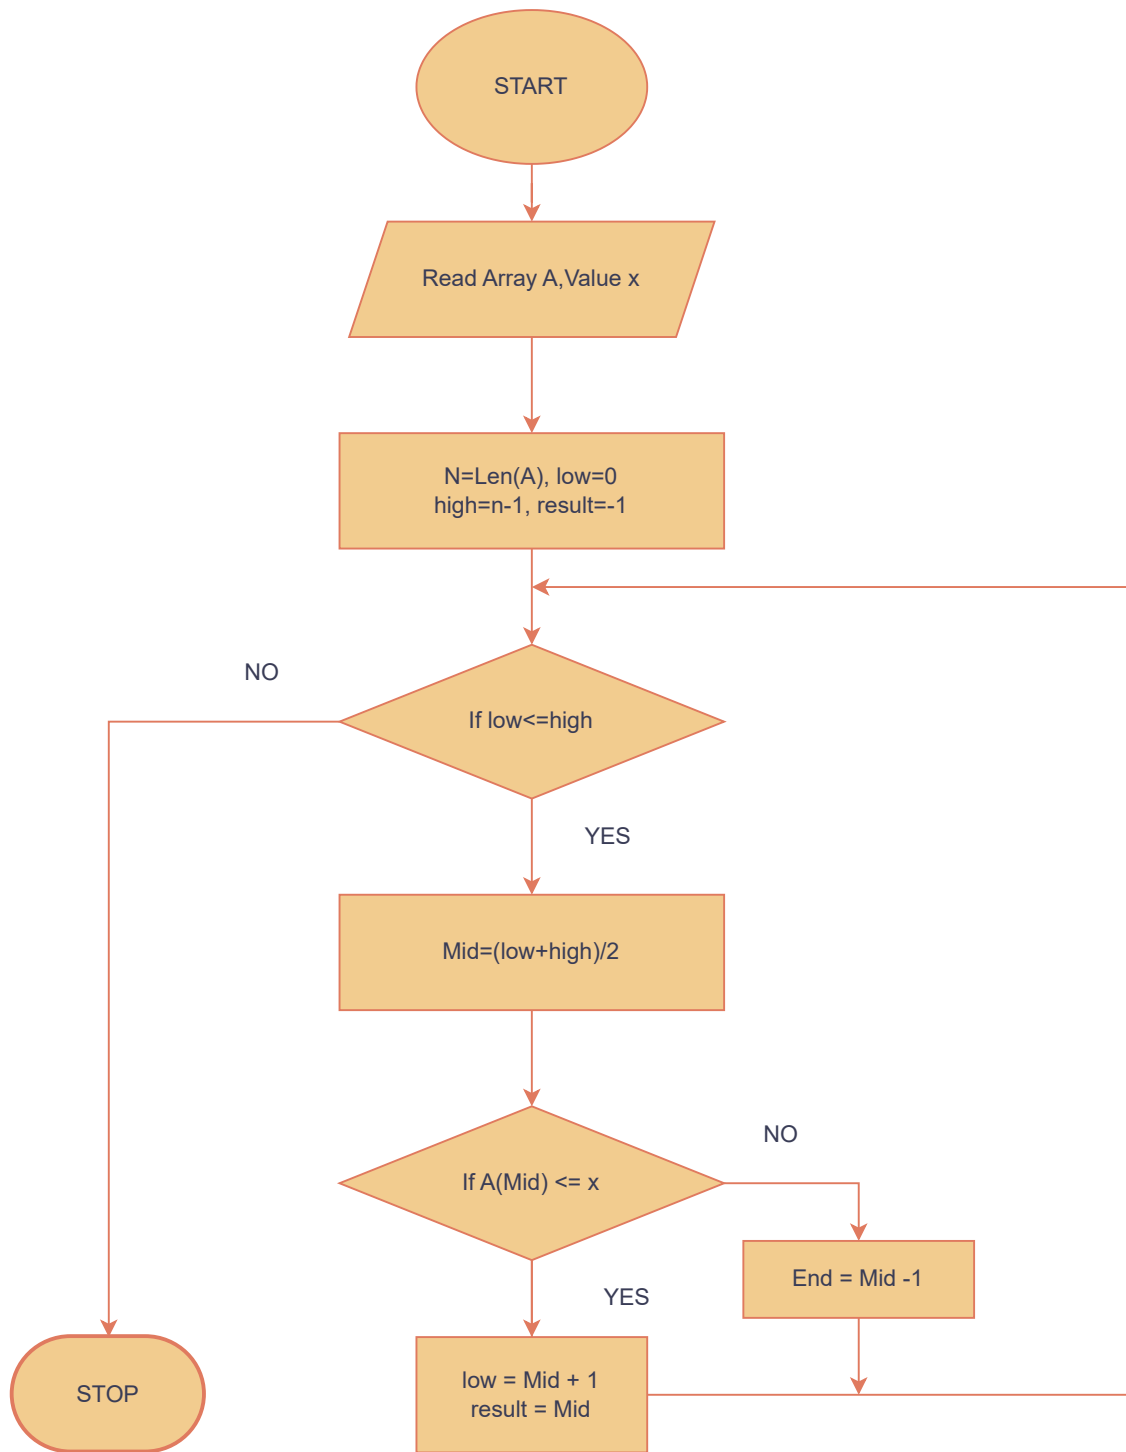 START
Read Array A,Value x
N=Len(A), low=0
high=n-1, result=-1
NO
If low<=high
YES
Mid=(low+high)/2
NO
If A(Mid) <= x
End = Mid -1
YES
low = Mid + 1
result = Mid
STOP